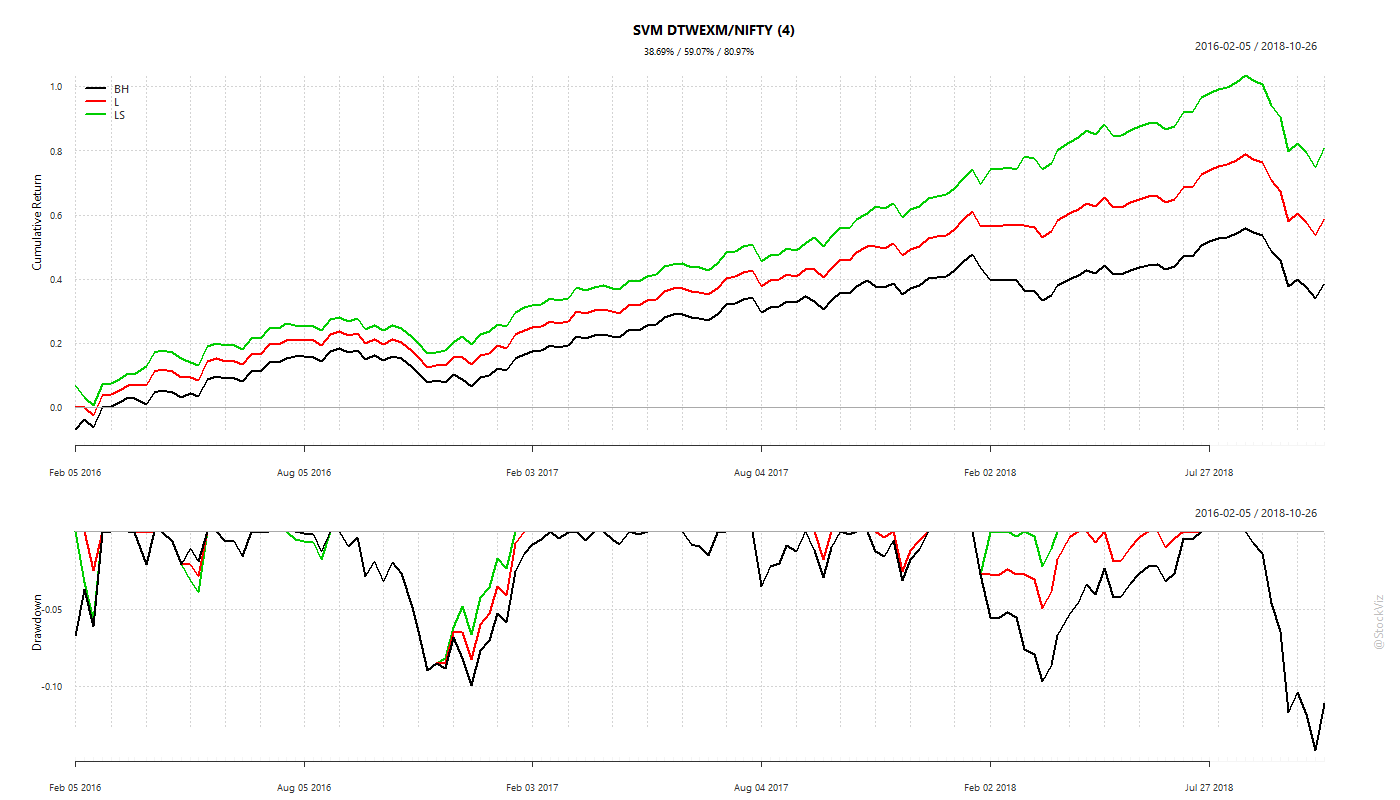 SVM DTWEXM/NIFTY (4)
38.69% / 59.07% / 80.97%
2016-02-05 / 2018-10-26
BH
L
LS
Cumulative Return
1.0
0.8
0.6
0.4
0.2
0.0
Feb 05 2016 Aug 05 2016 Feb 03 2017 Aug 04 2017 Feb 02 2018 Jul 27 2018
2016-02-05 / 2018-10-26
Drawdown
-0.05
-0.10
Feb 05 2016 Aug 05 2016 Feb 03 2017 Aug 04 2017 Feb 02 2018 Jul 27 2018
@StockViz